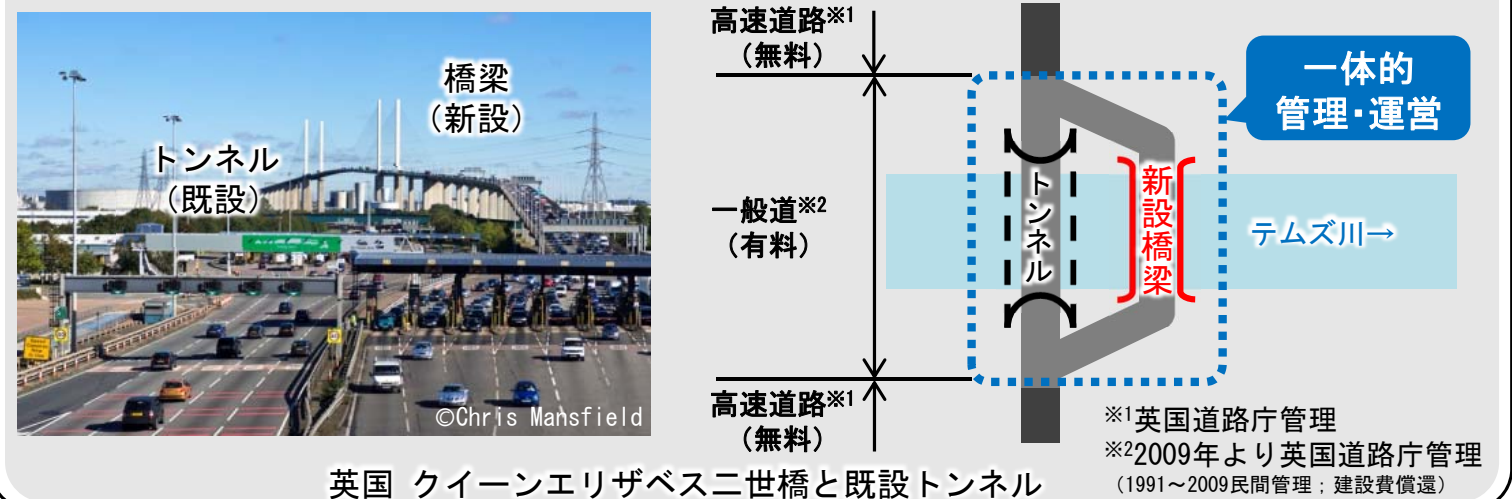 橋梁
(新設)
トンネル
(既設)
©Chris Mansfield
高速道路※1
(無料)
一般道※2
(有料)
高速道路※1
(無料)
トンネル
新設橋梁
一体的
管理・運営
テムズ川→
※1英国道路庁管理
※22009年より英国道路庁管理
(1991～2009民間管理；建設費償還)
英国 クイーンエリザベス二世橋と既設トンネル